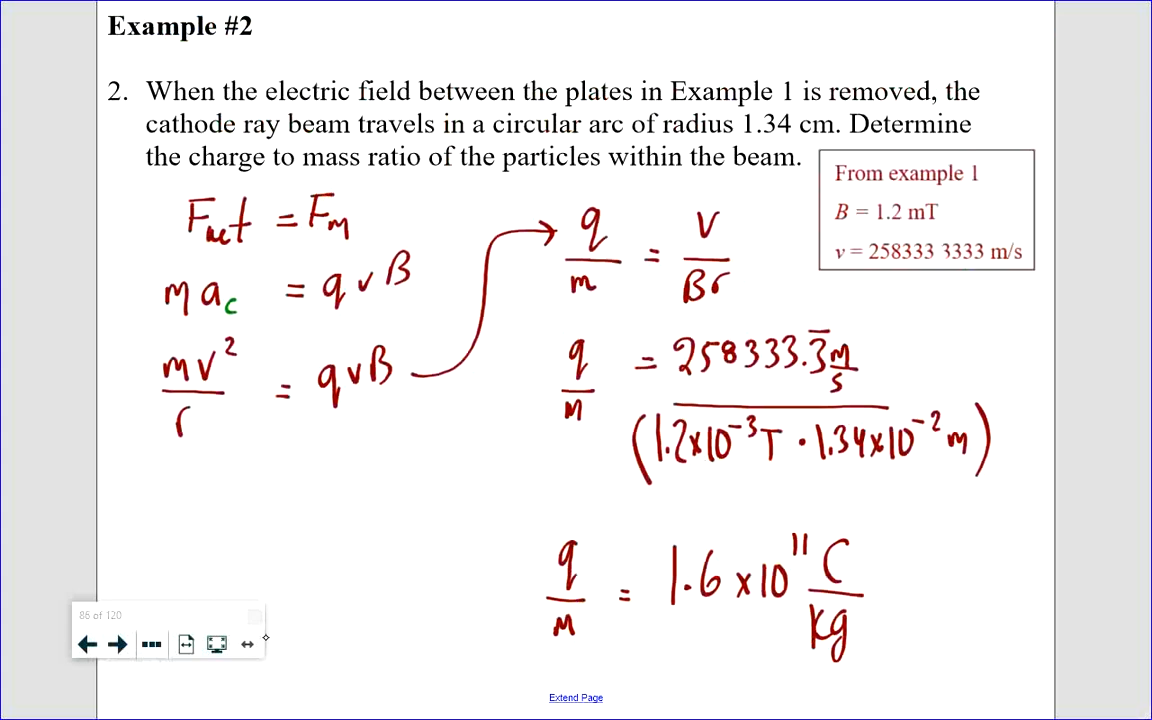 Example #2
2. When the electric field between the plates in Example 1 is removed, the
cathode ray beam travels in a circular arc of radius 1.34 cm. Determine
the charge to mass ratio of the particles within the beam.
From example 1
B = 1.2 mT
v = 258333 3333 m/s
Fnet = FM
mac = qvB
mv²/r = qvB
q/m = v/Br
q/m = 258333.3̅ m/s / (1.2x10⁻³T · 1.34x10⁻²m)
q/m = 1.6 x 10¹¹ C/kg
86 of 120
Extend Page